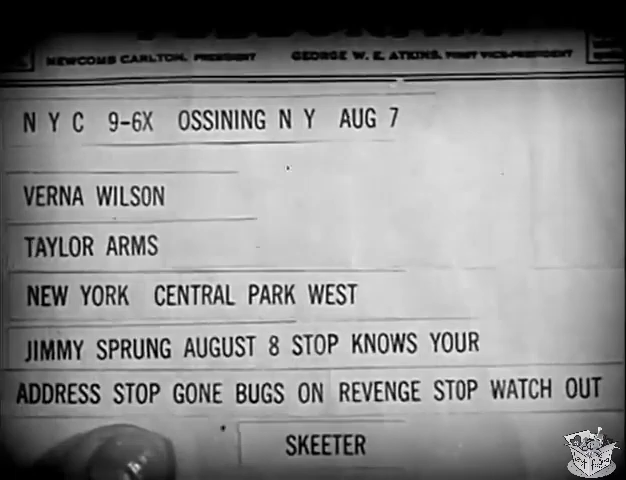 NEWCOMB CARLTON, PRESIDENT GEORGE W. E. ATKINS, FIRST VICE-PRESIDENT
N Y C 9-6X OSSINING N Y AUG 7
VERNA WILSON
TAYLOR ARMS
NEW YORK CENTRAL PARK WEST
JIMMY SPRUNG AUGUST 8 STOP KNOWS YOUR
ADDRESS STOP GONE BUGS ON REVENGE STOP WATCH OUT
SKEETER